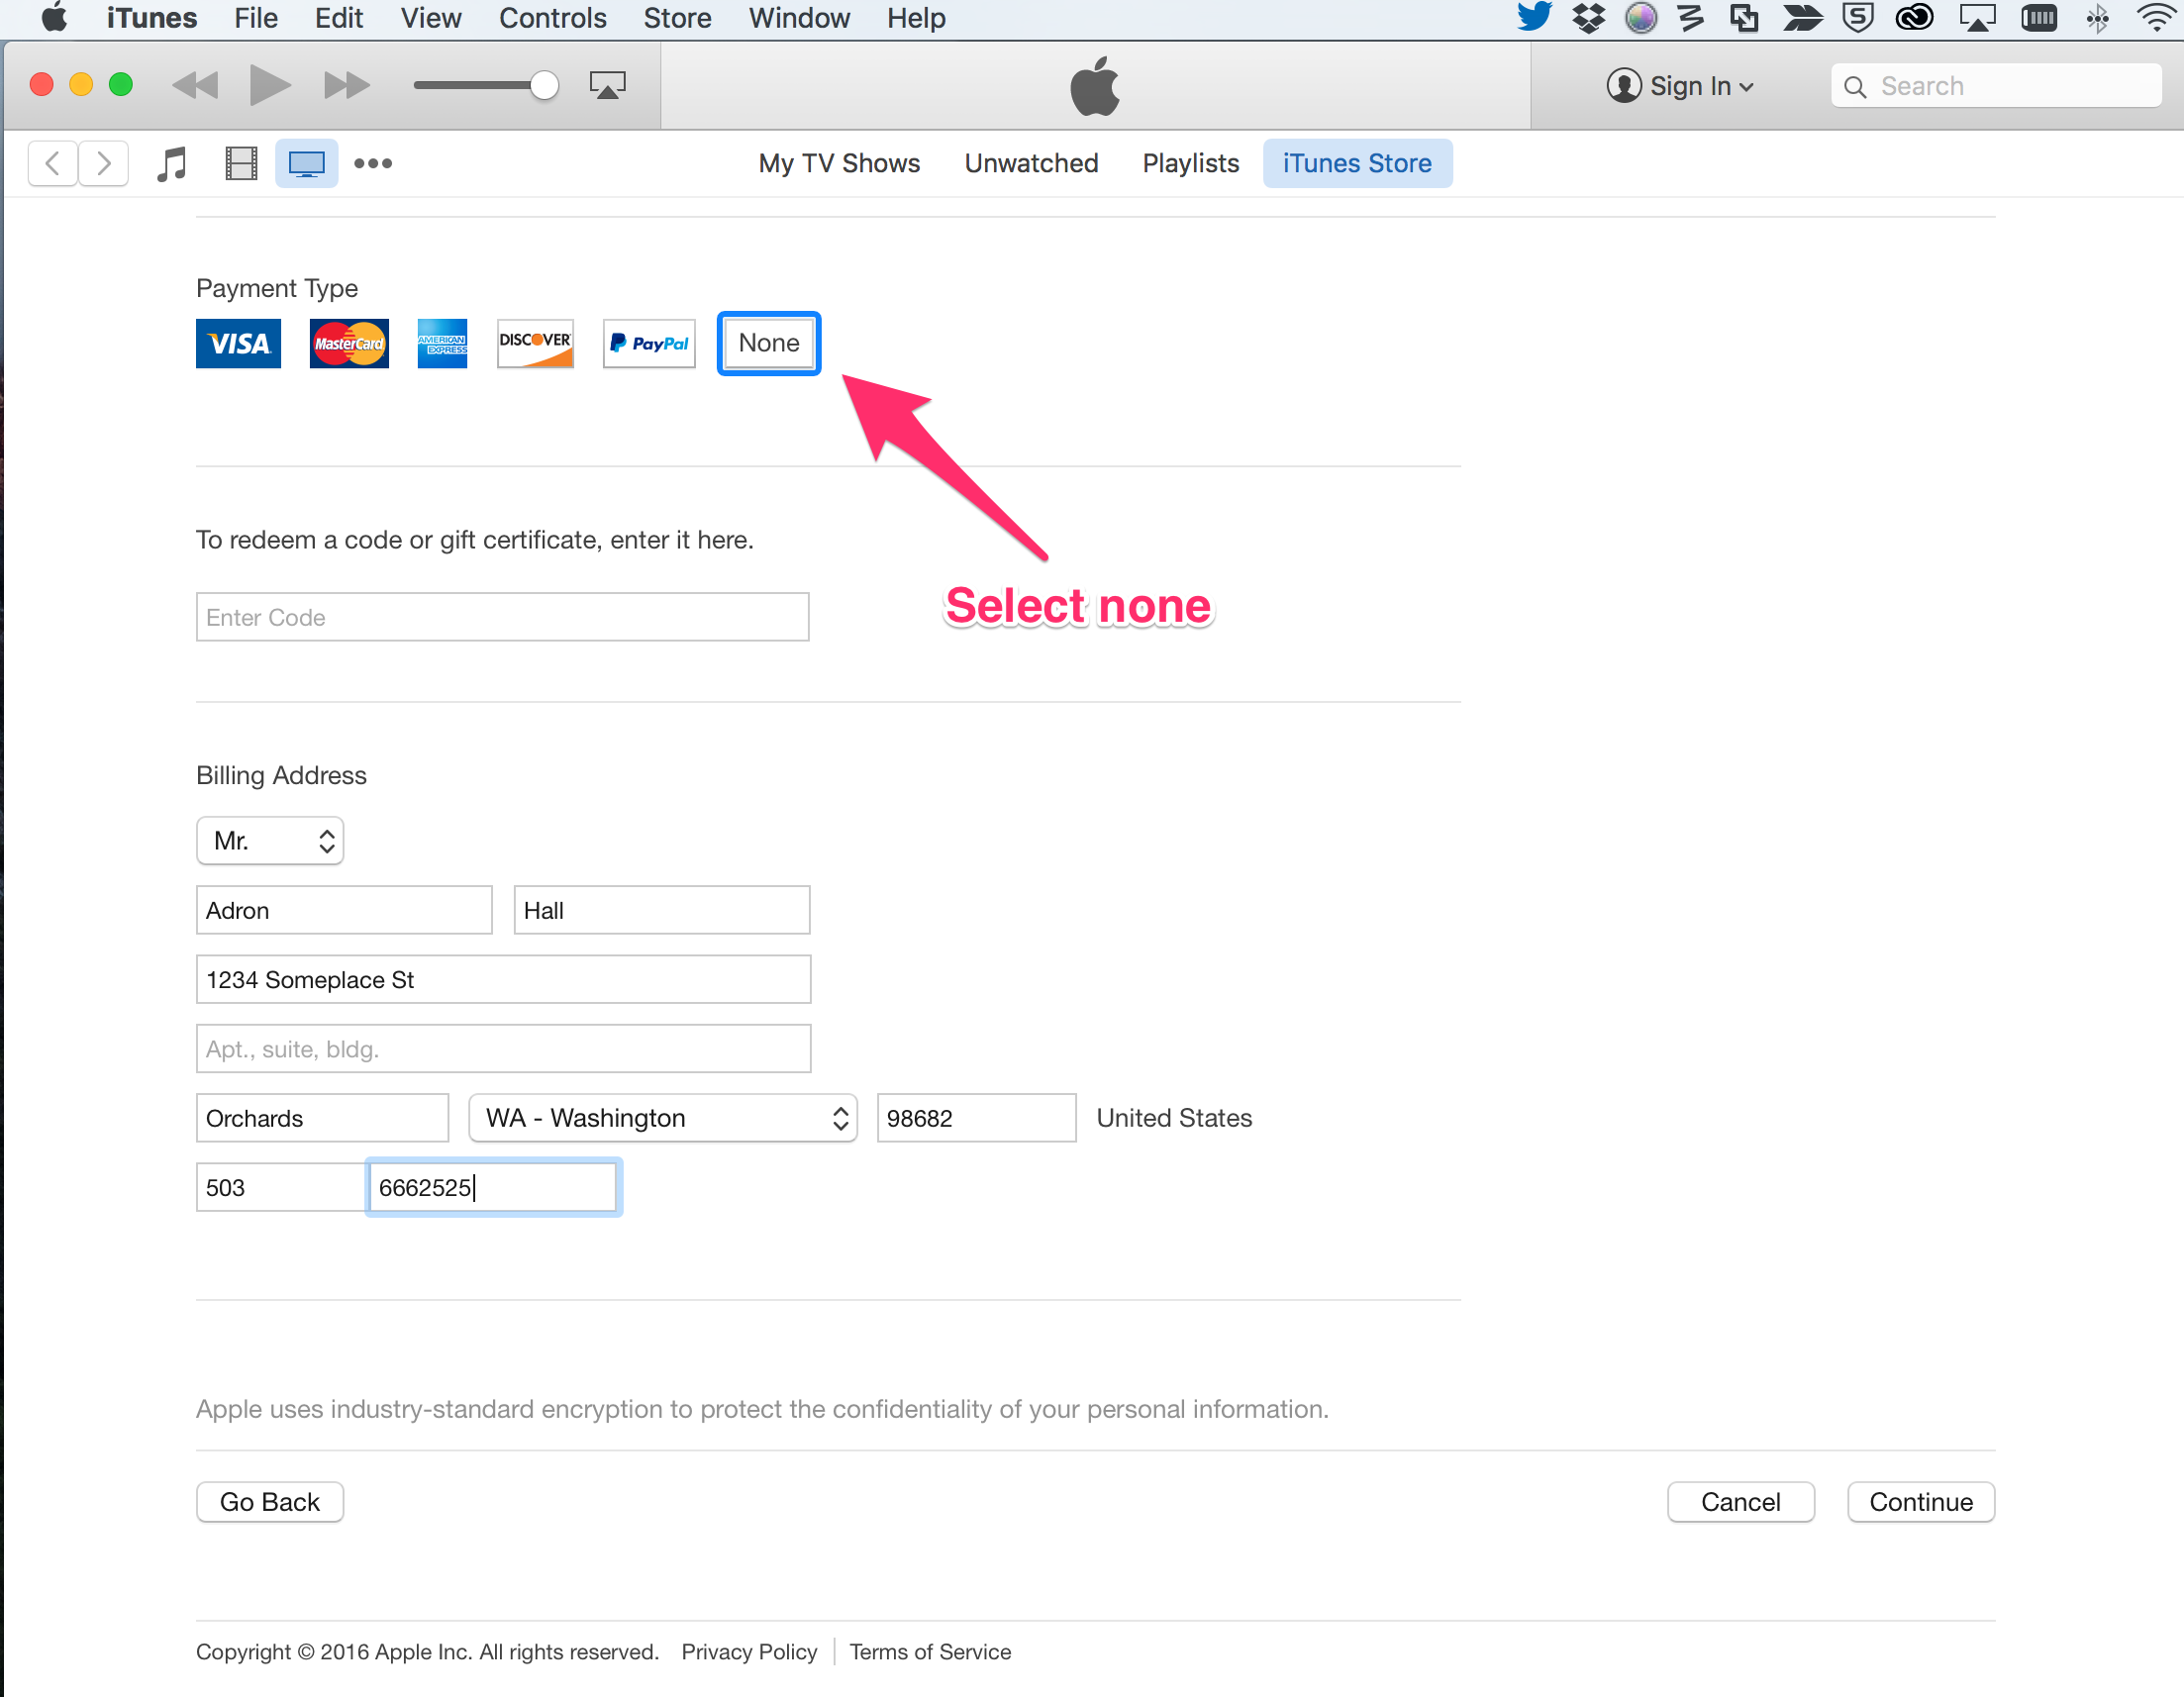 iTunes File Edit View Controls Store Window Help
Sign In Search
My TV Shows Unwatched Playlists iTunes Store
Payment Type
VISA MasterCard AMERICAN EXPRESS DISCOVER PayPal None
To redeem a code or gift certificate, enter it here.
Enter Code
Select none
Billing Address
Mr.
Adron Hall
1234 Someplace St
Apt., suite, bldg.
Orchards WA - Washington 98682 United States
503 6662525
Apple uses industry-standard encryption to protect the confidentiality of your personal information.
Go Back Cancel Continue
Copyright © 2016 Apple Inc. All rights reserved. Privacy Policy Terms of Service